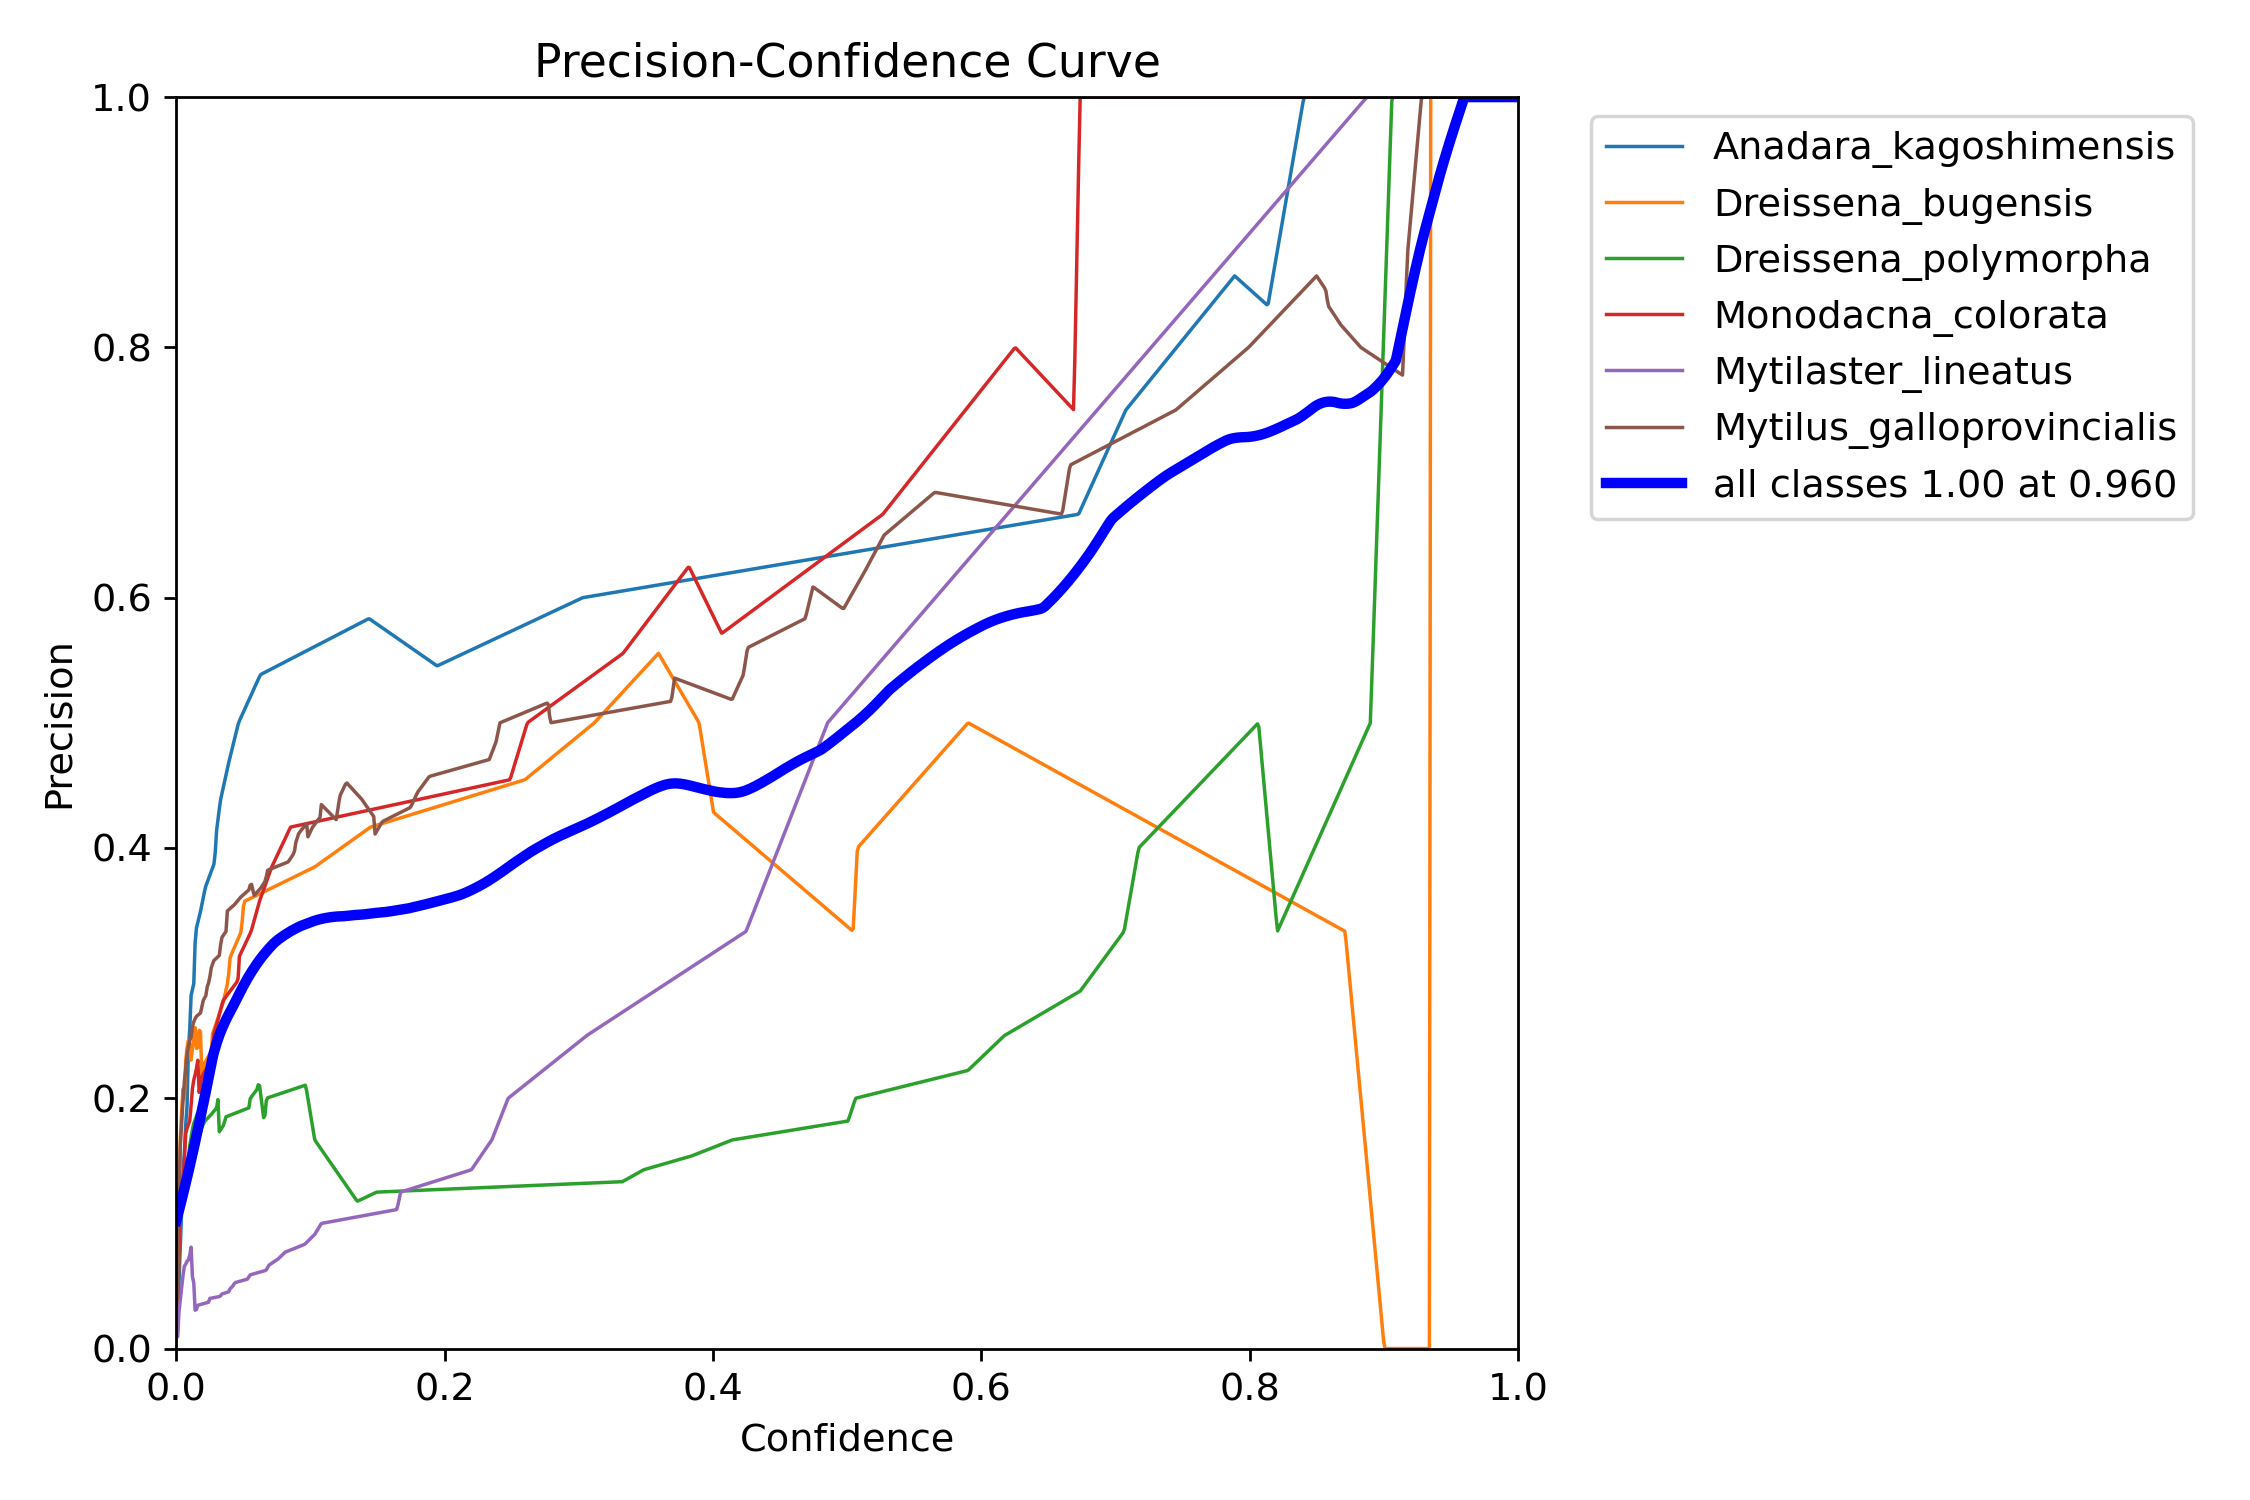 Precision-Confidence Curve
1.0
0.8
0.6
0.4
0.2
0.0
Precision
0.0 0.2 0.4 0.6 0.8 1.0
Confidence
Anadara_kagoshimensis
Dreissena_bugensis
Dreissena_polymorpha
Monodacna_colorata
Mytilaster_lineatus
Mytilus_galloprovincialis
all classes 1.00 at 0.960